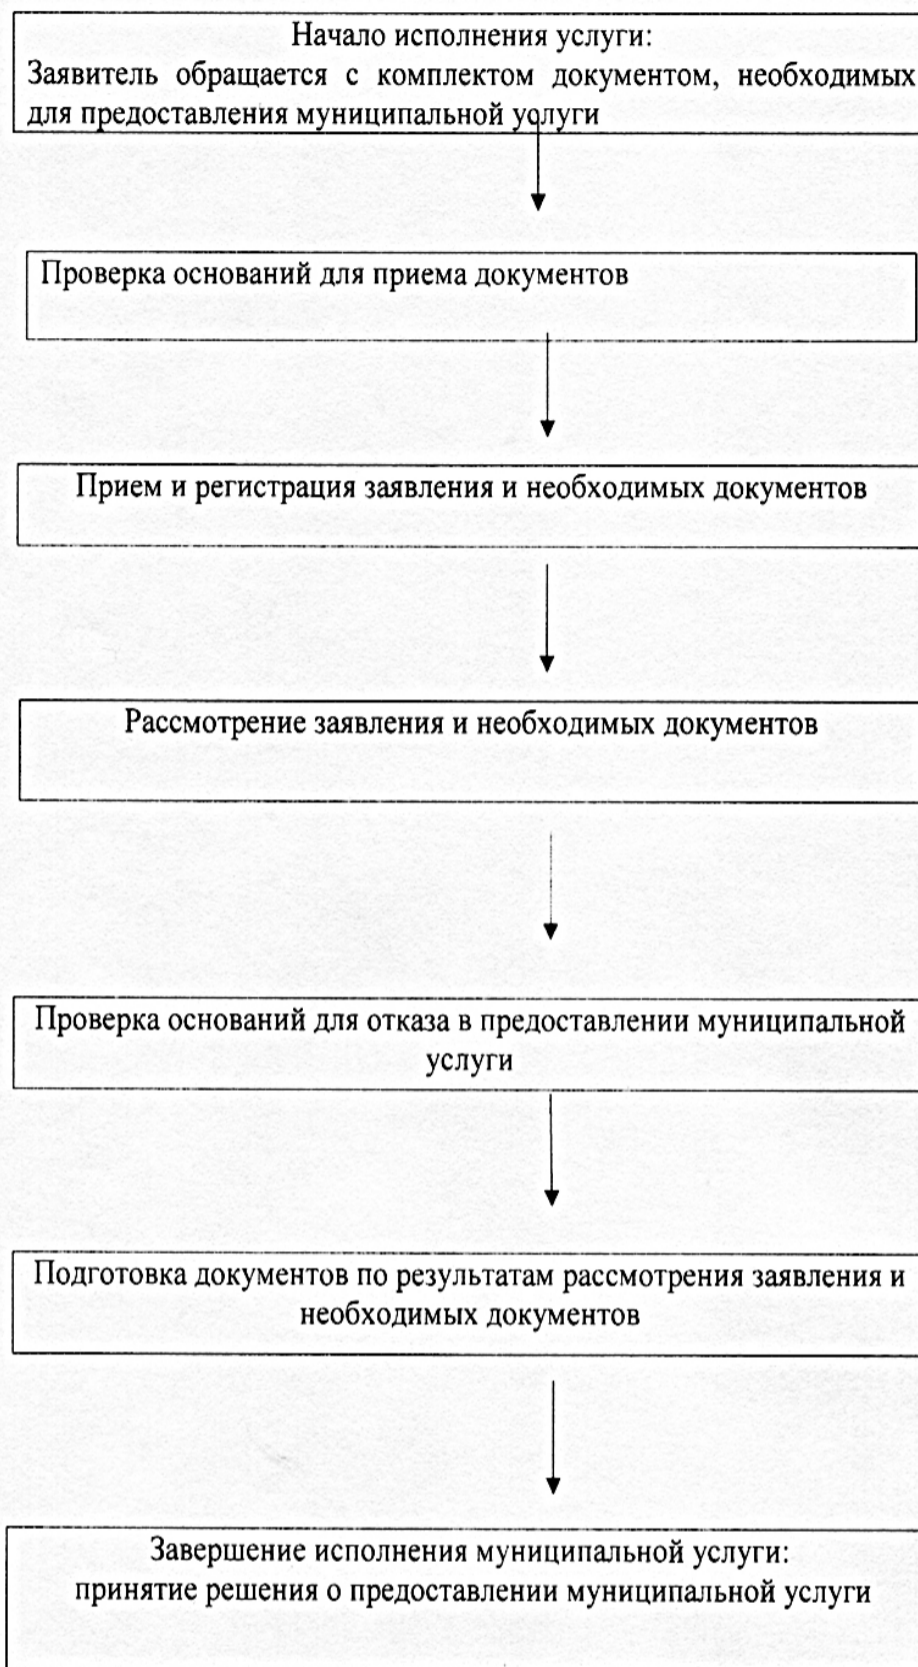 Начало исполнения услуги:
Заявитель обращается с комплектом документом, необходимых
для предоставления муниципальной услуги
Проверка оснований для приема документов
Прием и регистрация заявления и необходимых документов
Рассмотрение заявления и необходимых документов
Проверка оснований для отказа в предоставлении муниципальной
услуги
Подготовка документов по результатам рассмотрения заявления и
необходимых документов
Завершение исполнения муниципальной услуги:
принятие решения о предоставлении муниципальной услуги